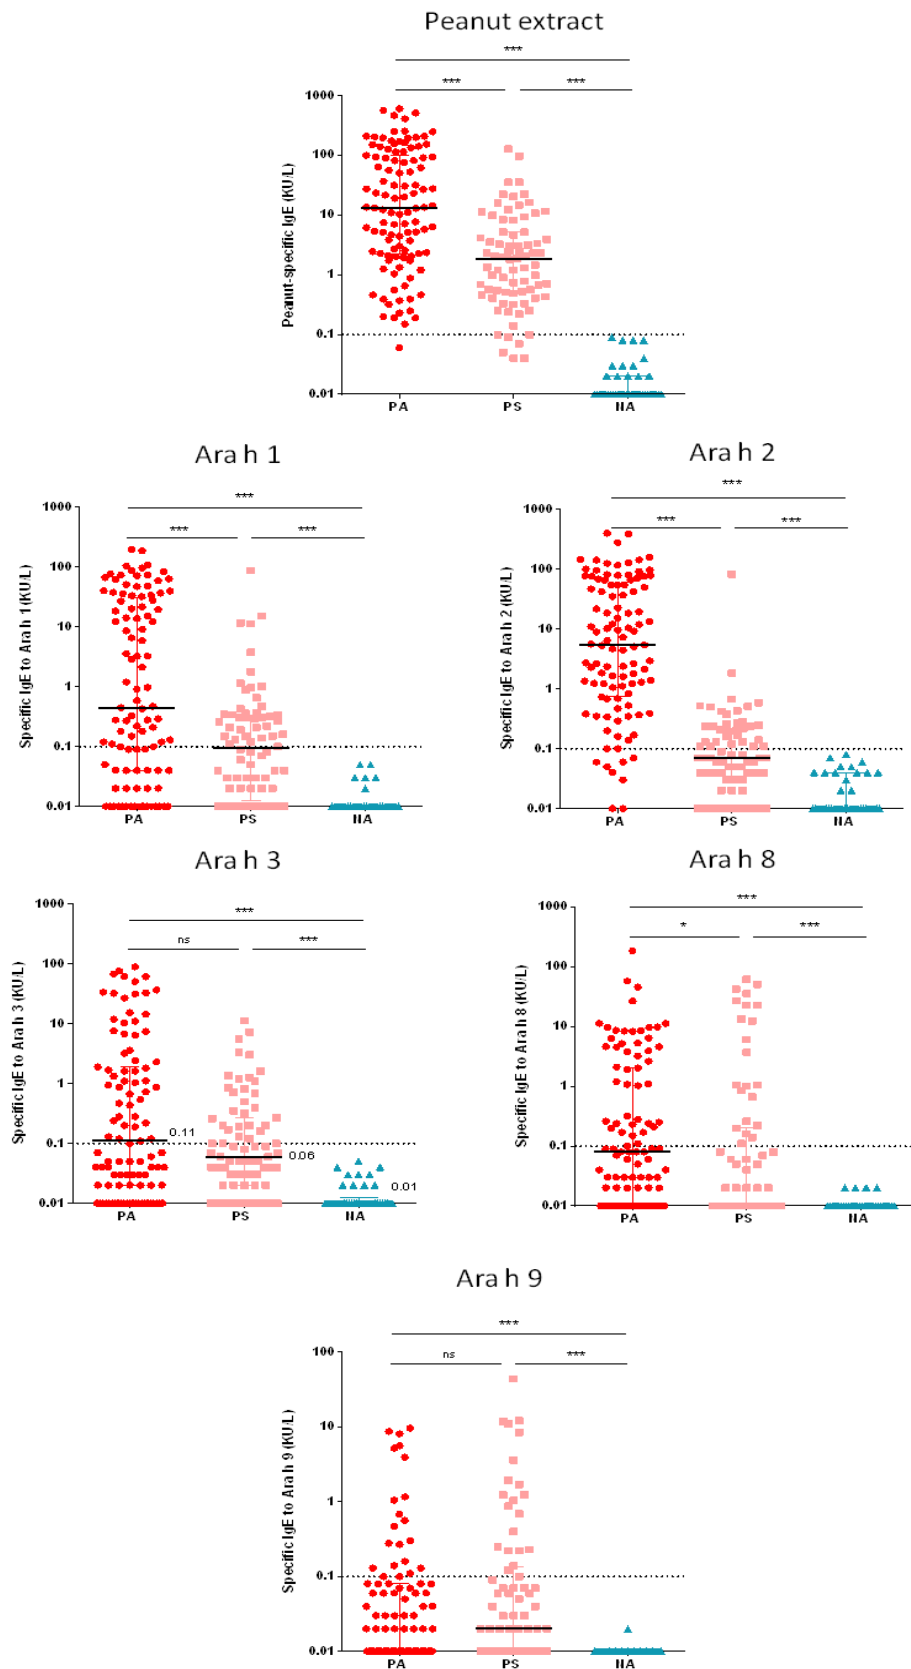 Peanut extract
***
*** ***
Peanut-specific IgE (KU/L)
1000
100
10
1
0.1
0.01
PA PS NA
Ara h 1
***
*** ***
Specific IgE to Ara h 1 (KU/L)
1000
100
10
1
0.1
0.01
PA PS NA
Ara h 2
***
*** ***
Specific IgE to Ara h 2 (KU/L)
1000
100
10
1
0.1
0.01
PA PS NA
Ara h 3
***
ns ***
Specific IgE to Ara h 3 (KU/L)
1000
100
10
1
0.1
0.01
0.11
0.06
0.01
PA PS NA
Ara h 8
***
* ***
Specific IgE to Ara h 8 (KU/L)
1000
100
10
1
0.1
0.01
PA PS NA
Ara h 9
***
ns ***
Specific IgE to Ara h 9 (KU/L)
100
10
1
0.1
0.01
PA PS NA